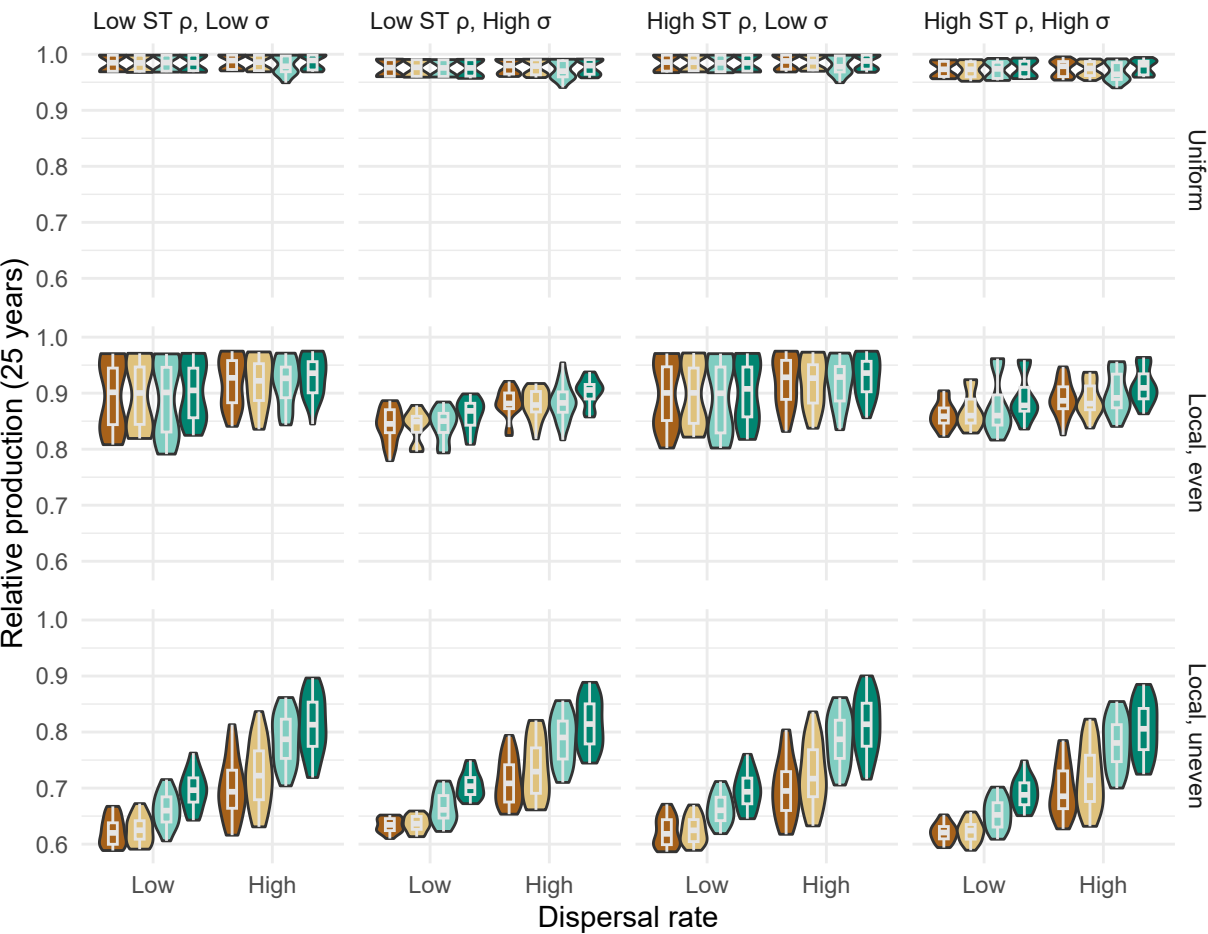 Low ST ρ, Low σ
Low ST ρ, High σ
High ST ρ, Low σ
High ST ρ, High σ
Relative production (25 years)
1.0
0.9
0.8
0.7
0.6
Uniform
1.0
0.9
0.8
0.7
0.6
Local, even
1.0
0.9
0.8
0.7
0.6
Local, uneven
Low
High
Low
High
Low
High
Low
High
Dispersal rate